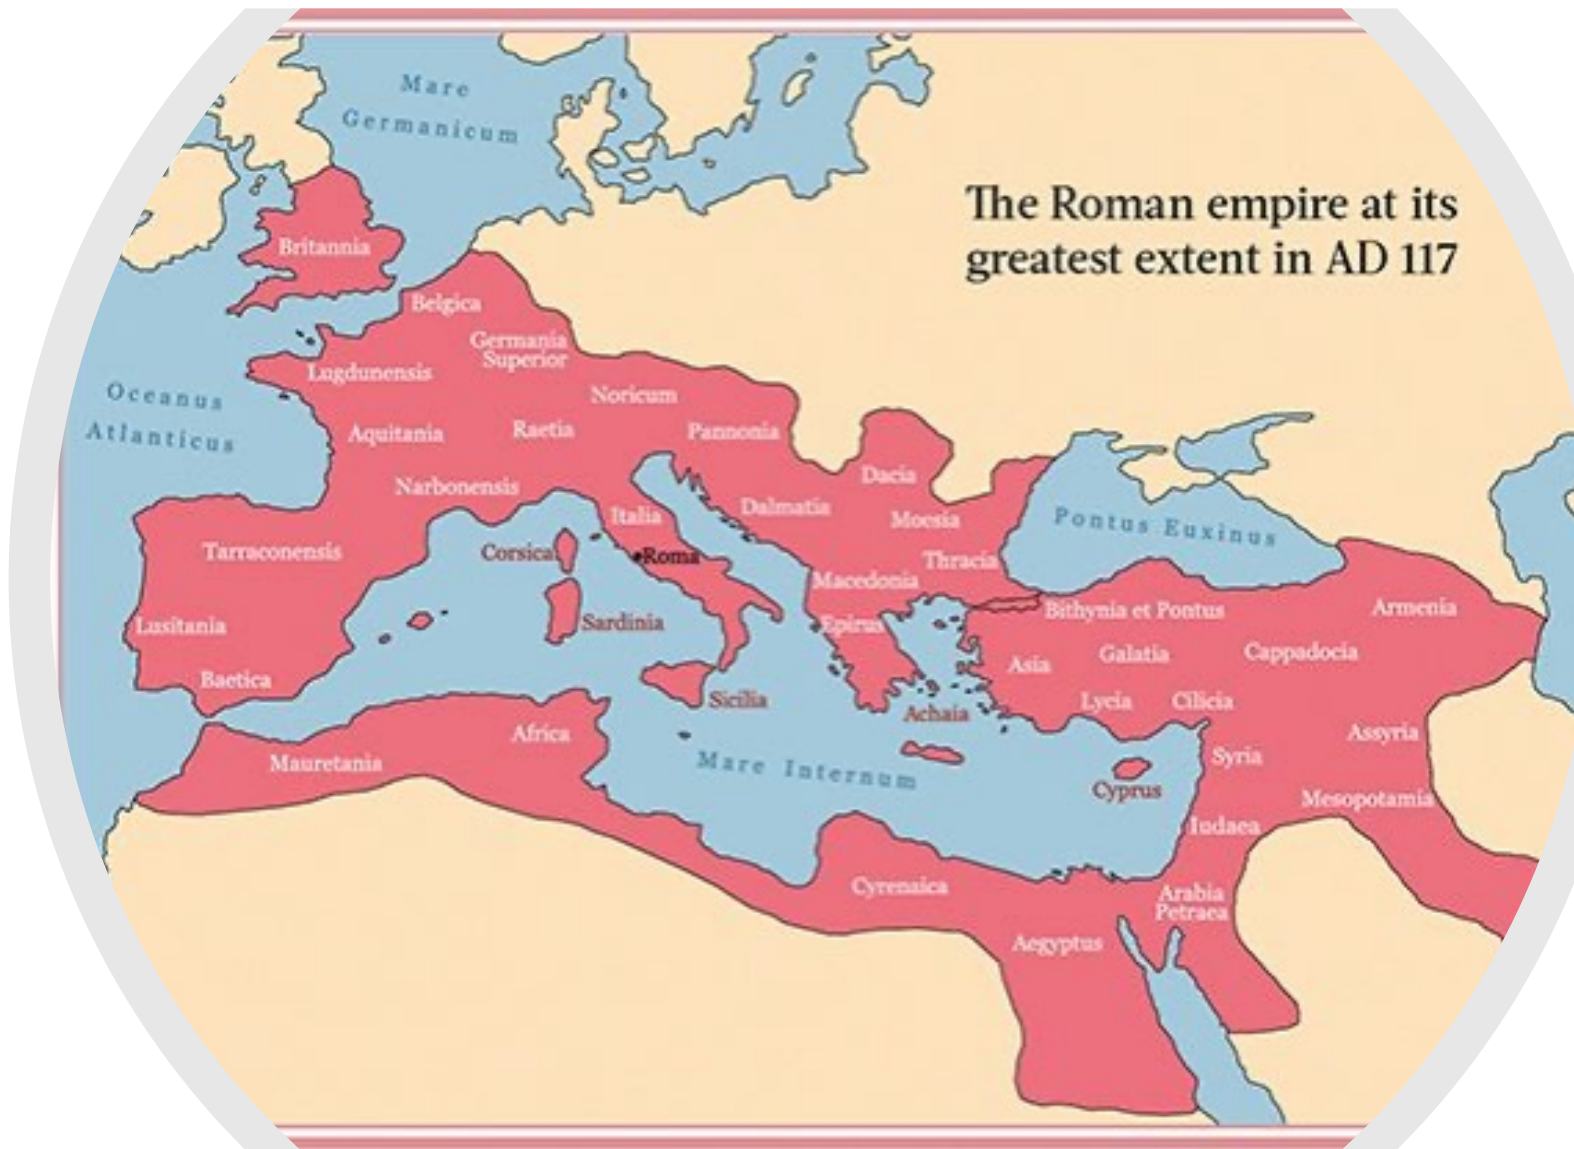 Mare
Germanicum
The Roman empire at its
greatest extent in AD 117
Britannia
Belgica
Germania
Superior
Lugdunensis
Oceanus
Atlanticus
Noricum
Aquitania
Raetia
Pannonia
Dacia
Narbonensis
Italia
Dalmatia
Moesia
Pontus Euxinus
Tarraconensis
Corsica
Roma
Thracia
Macedonia
Bithynia et Pontus
Armenia
Lusitania
Sardinia
Epirus
Asia
Galatia
Cappadocia
Baetica
Sicilia
Achaia
Lycia
Cilicia
Africa
Assyria
Mauretania
Mare Internum
Syria
Cyprus
Mesopotamia
Iudaea
Cyrenaica
Arabia
Petraea
Aegyptus